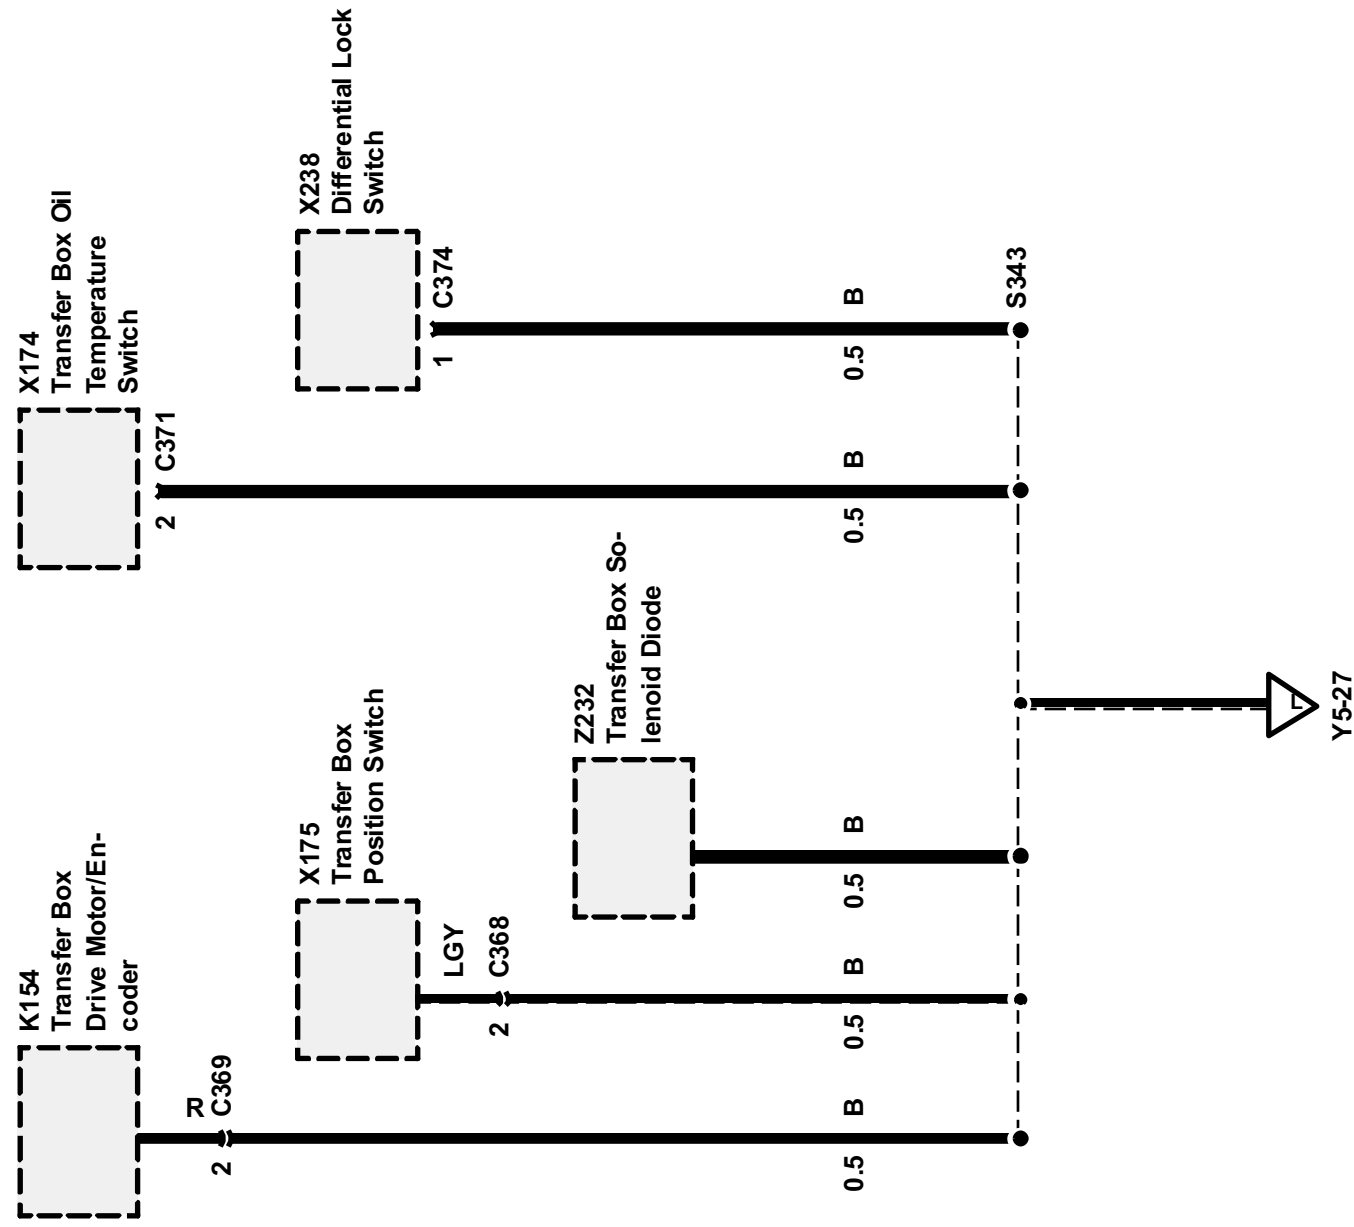 K154
Transfer Box
Drive Motor/En-
coder
R
C369
2
0.5
B
X175
Transfer Box
Position Switch
LGY
C368
2
0.5
B
Z232
Transfer Box So-
lenoid Diode
0.5
B
X174
Transfer Box Oil
Temperature
Switch
C371
2
0.5
B
X238
Differential Lock
Switch
C374
1
0.5
B
S343
L
Y5-27